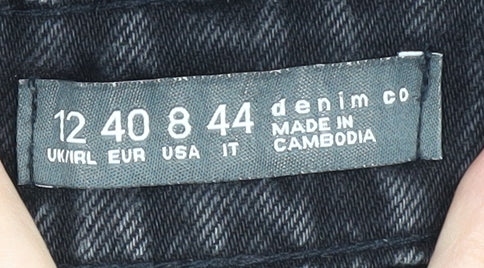 12 40 8 44 denim co
UK/IRL EUR USA IT MADE IN
CAMBODIA